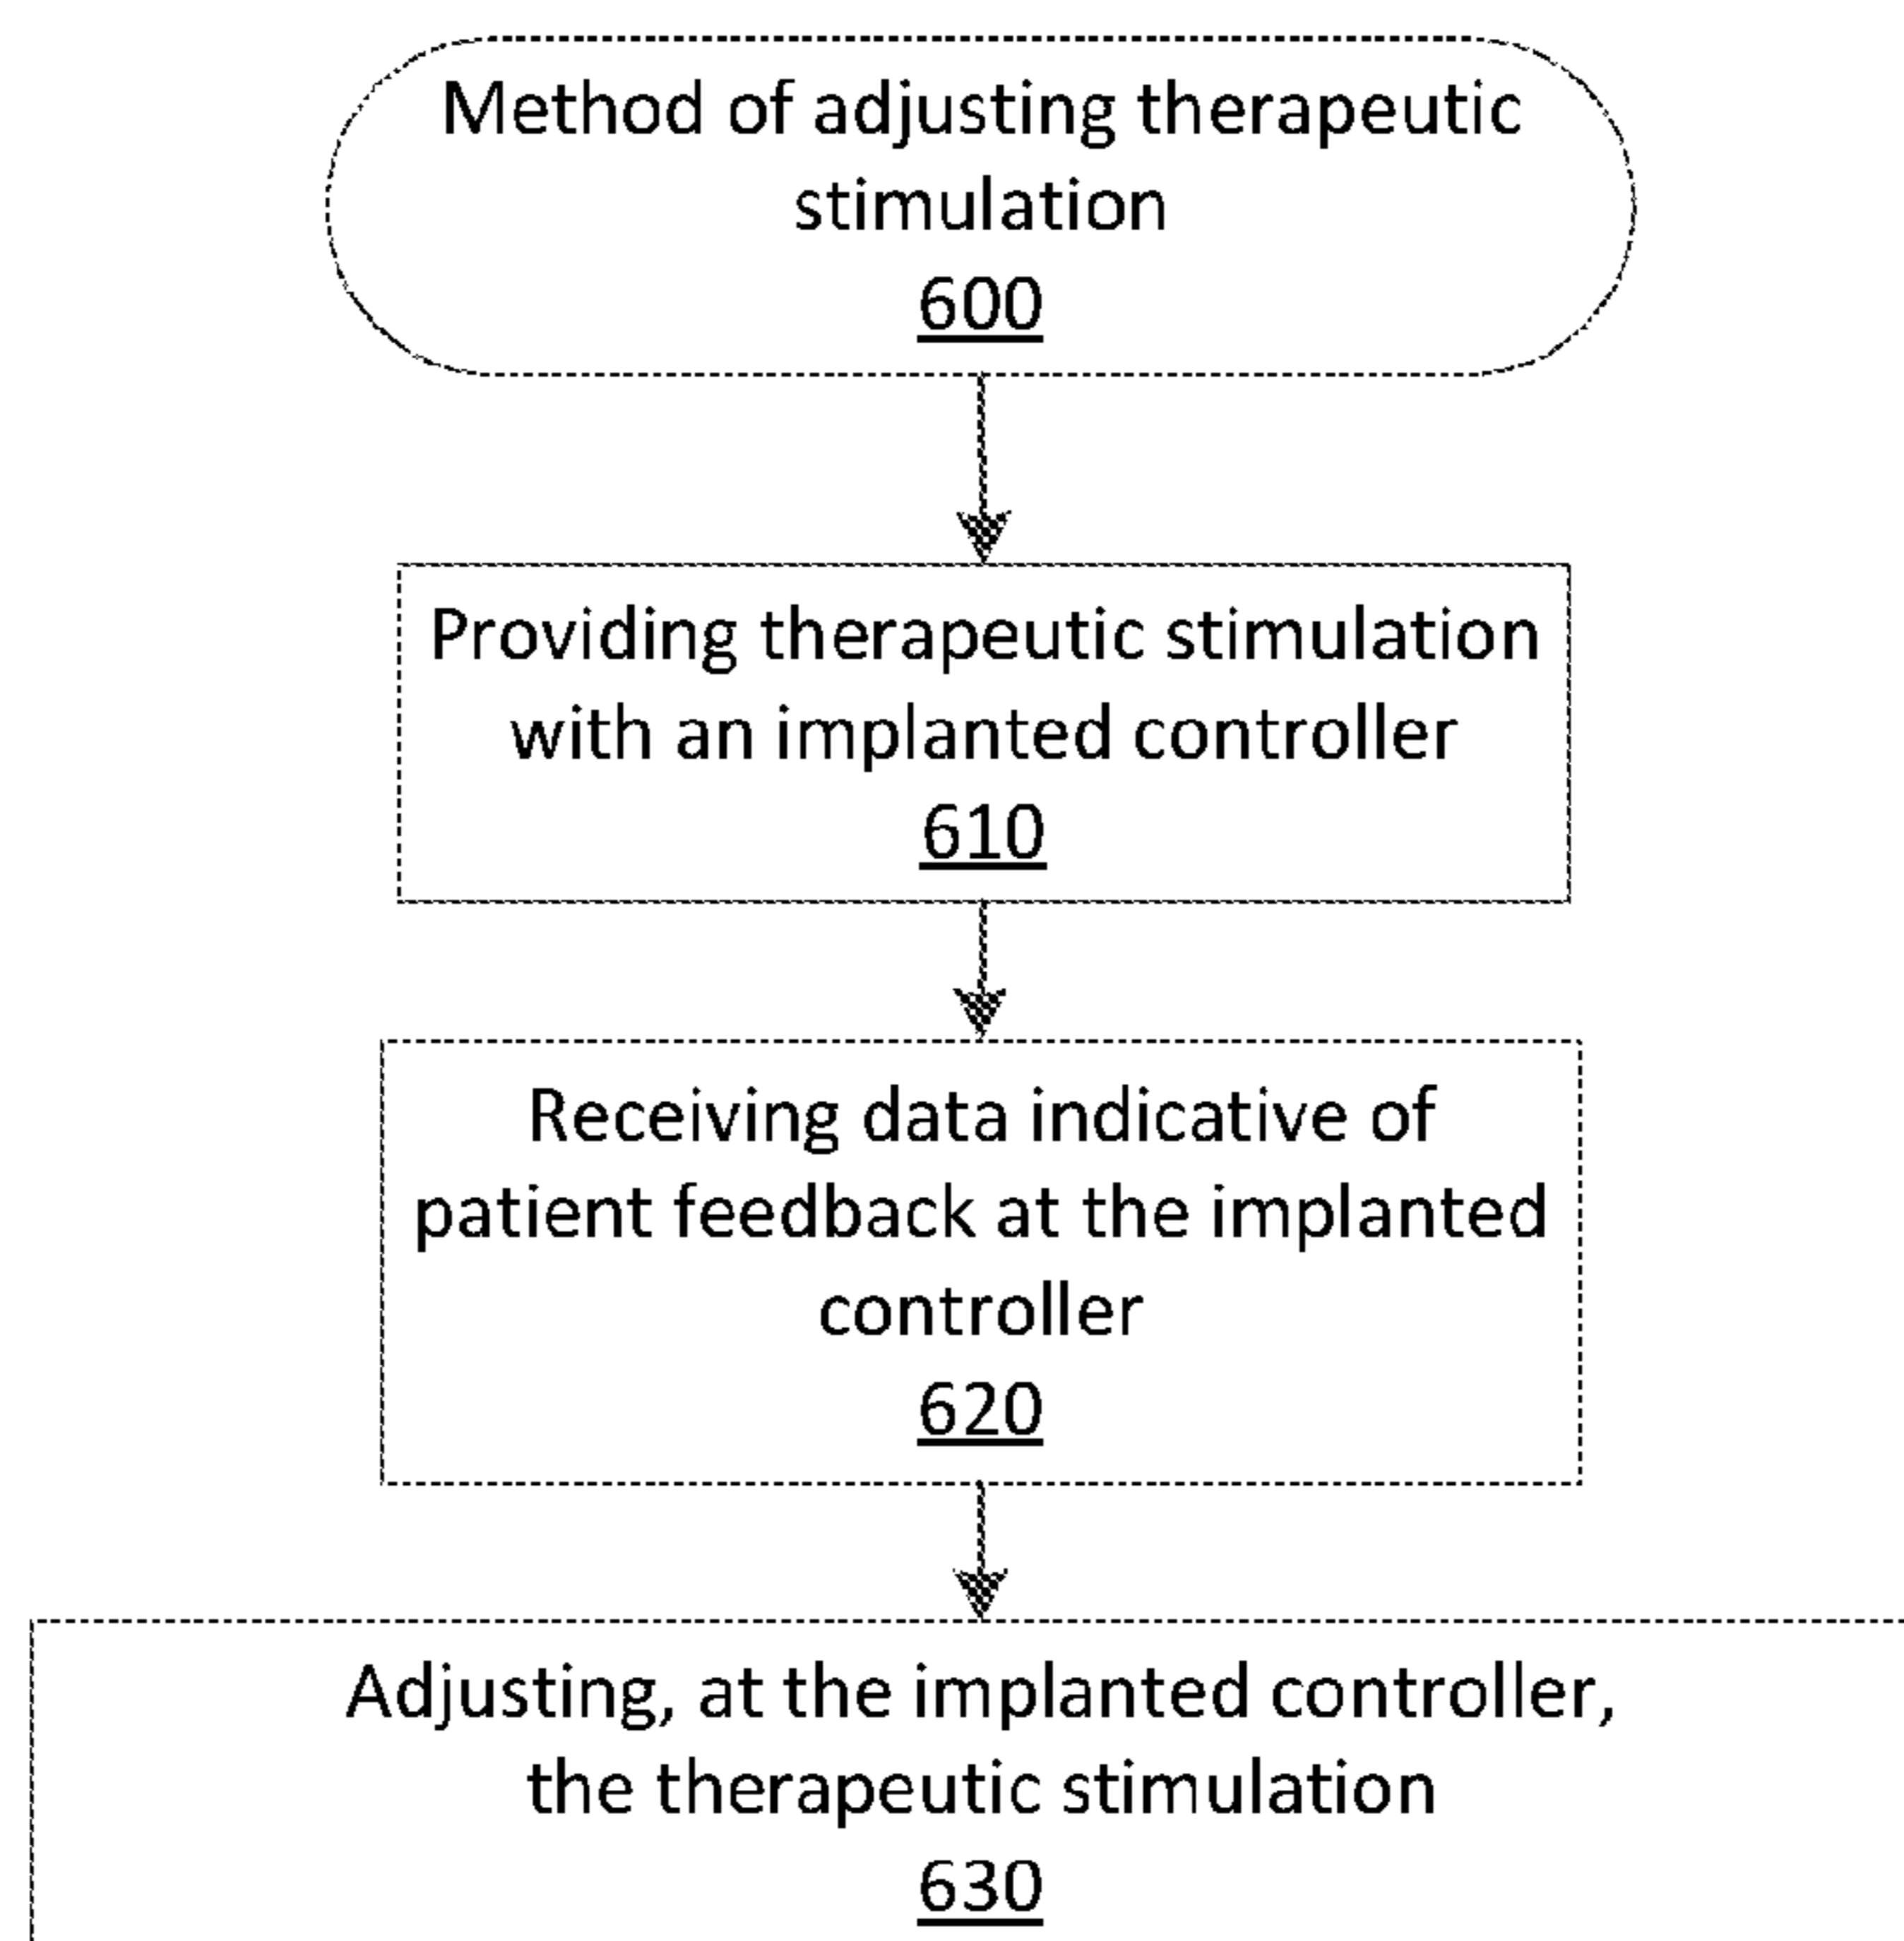 Method of adjusting therapeutic
stimulation
600
Providing therapeutic stimulation
with an implanted controller
610
Receiving data indicative of
patient feedback at the implanted
controller
620
Adjusting, at the implanted controller,
the therapeutic stimulation
630